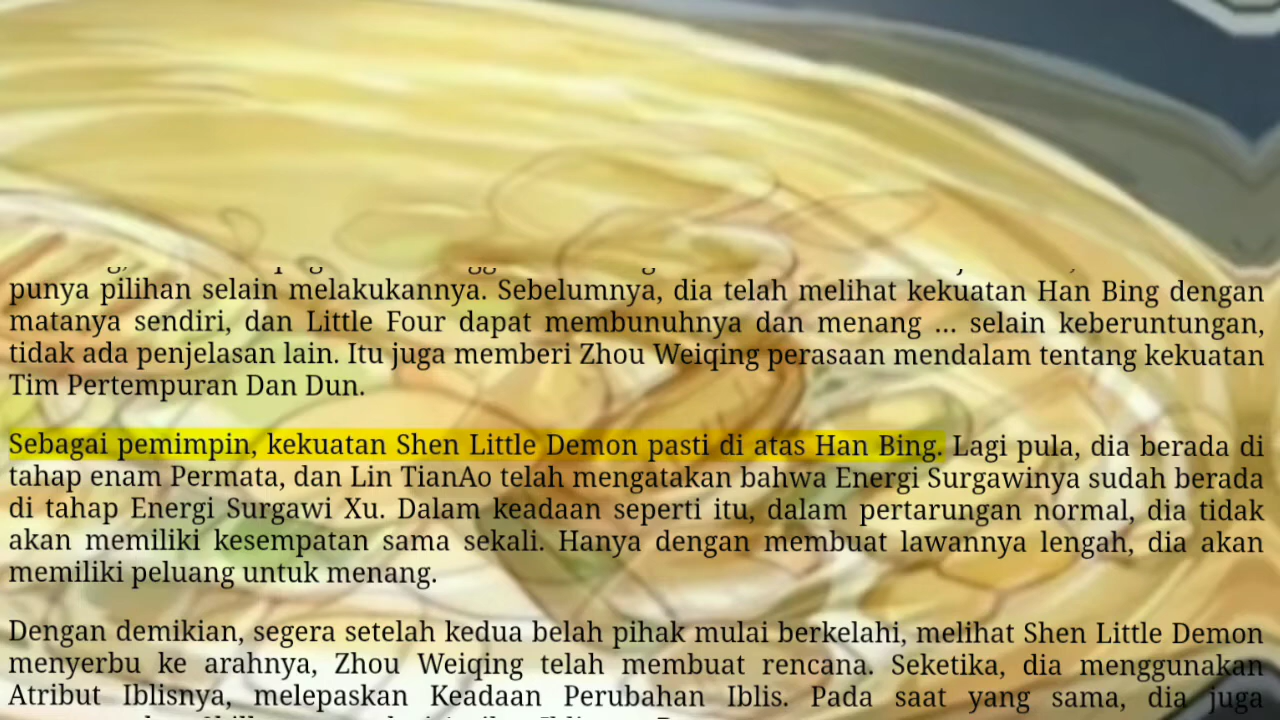 punya pilihan selain melakukannya. Sebelumnya, dia telah melihat kekuatan Han Bing dengan
matanya sendiri, dan Little Four dapat membunuhnya dan menang ... selain keberuntungan,
tidak ada penjelasan lain. Itu juga memberi Zhou Weiqing perasaan mendalam tentang kekuatan
Tim Pertempuran Dan Dun.
Sebagai pemimpin, kekuatan Shen Little Demon pasti di atas Han Bing. Lagi pula, dia berada di
tahap enam Permata, dan Lin TianAo telah mengatakan bahwa Energi Surgawinya sudah berada
di tahap Energi Surgawi Xu. Dalam keadaan seperti itu, dalam pertarungan normal, dia tidak
akan memiliki kesempatan sama sekali. Hanya dengan membuat lawannya lengah, dia akan
memiliki peluang untuk menang.
Dengan demikian, segera setelah kedua belah pihak mulai berkelahi, melihat Shen Little Demon
menyerbu ke arahnya, Zhou Weiqing telah membuat rencana. Seketika, dia menggunakan
Atribut Iblisnya, melepaskan Keadaan Perubahan Iblis. Pada saat yang sama, dia juga